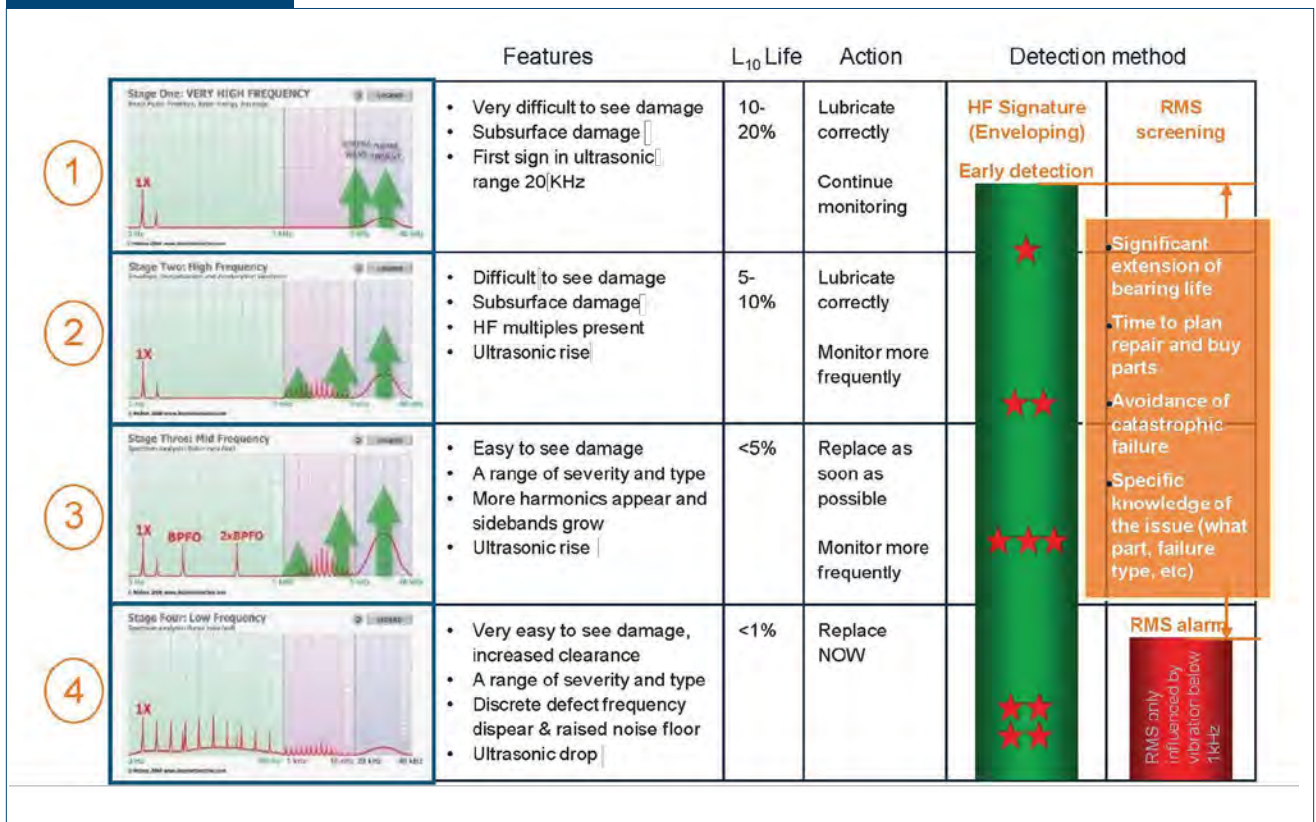 Features
L10 Life
Action
Detection method
1
Stage One: VERY HIGH FREQUENCY
1X
• Very difficult to see damage
• Subsurface damage
• First sign in ultrasonic
range 20 KHz
10-
20%
Lubricate
correctly
Continue
monitoring
HF Signature
(Enveloping)
Early detection
RMS
screening
2
Stage Two: High Frequency
1X
• Difficult to see damage
• Subsurface damage
• HF multiples present
• Ultrasonic rise
5-
10%
Lubricate
correctly
Monitor more
frequently
•Significant
extension of
bearing life
•Time to plan
repair and buy
parts
•Avoidance of
catastrophic
failure
•Specific
knowledge of
the issue (what
part, failure
type, etc)
3
Stage Three: Mid Frequency
1X
BPFO
2xBPFO
• Easy to see damage
• A range of severity and type
• More harmonics appear and
sidebands grow
• Ultrasonic rise
<5%
Replace as
soon as
possible
Monitor more
frequently
4
Stage Four: Low Frequency
1X
• Very easy to see damage,
increased clearance
• A range of severity and type
• Discrete defect frequency
dispear & raised noise floor
• Ultrasonic drop
<1%
Replace
NOW
RMS alarm
RMS only
influenced by
vibration below
1kHz